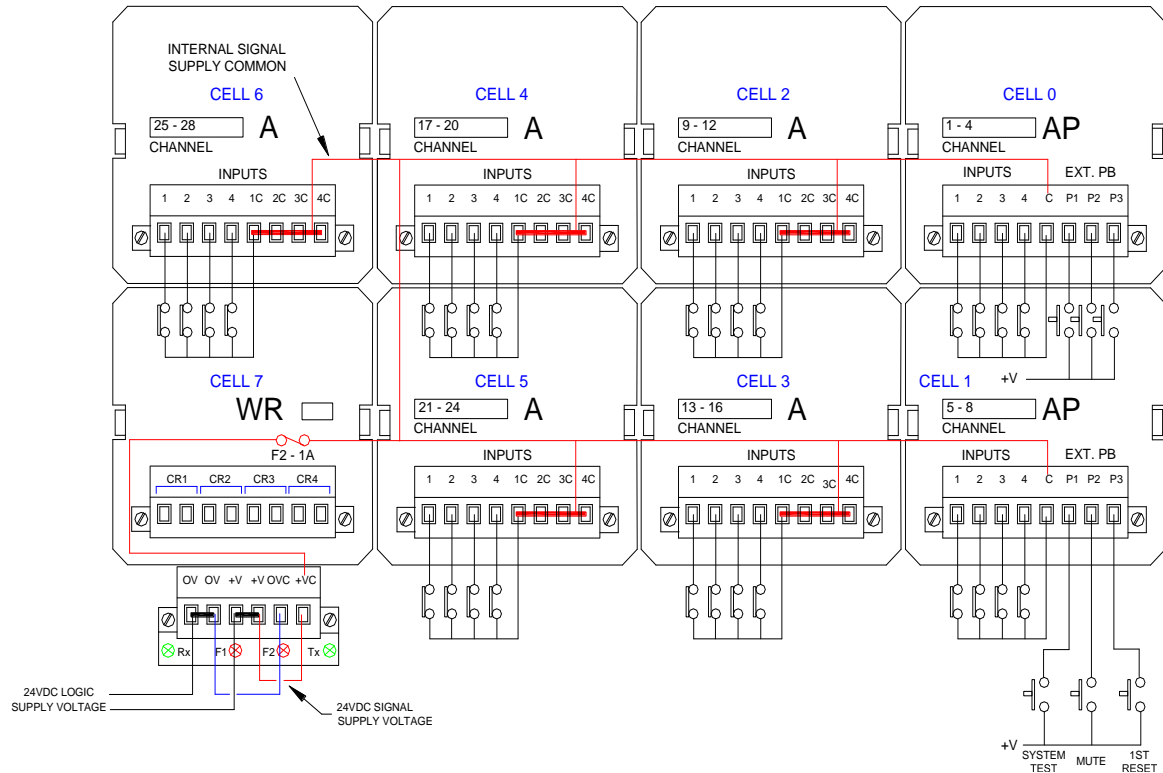 INTERNAL SIGNAL
SUPPLY COMMON
CELL 6
25 - 28
A
CHANNEL
INPUTS
1 2 3 4 1C 2C 3C 4C
CELL 4
17 - 20
A
CHANNEL
INPUTS
1 2 3 4 1C 2C 3C 4C
CELL 2
9 - 12
A
CHANNEL
INPUTS
1 2 3 4 1C 2C 3C 4C
CELL 0
1 - 4
AP
CHANNEL
INPUTS EXT. PB
1 2 3 4 C P1 P2 P3
+V
CELL 7
WR
F2 - 1A
CR1 CR2 CR3 CR4
OV OV +V +V OVC +VC
Rx F1 F2 Tx
24VDC LOGIC
SUPPLY VOLTAGE
24VDC SIGNAL
SUPPLY VOLTAGE
CELL 5
21 - 24
A
CHANNEL
INPUTS
1 2 3 4 1C 2C 3C 4C
CELL 3
13 - 16
A
CHANNEL
INPUTS
1 2 3 4 1C 2C 3C 4C
CELL 1
5 - 8
AP
CHANNEL
INPUTS EXT. PB
1 2 3 4 C P1 P2 P3
+V
SYSTEM
TEST
MUTE
1ST
RESET